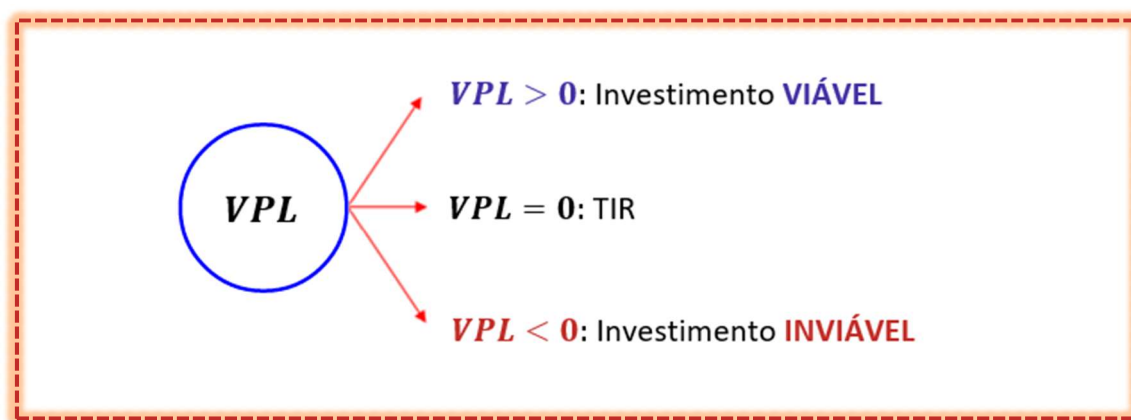 VPL > 0: Investimento VIÁVEL
VPL
VPL = 0: TIR
VPL < 0: Investimento INVIÁVEL